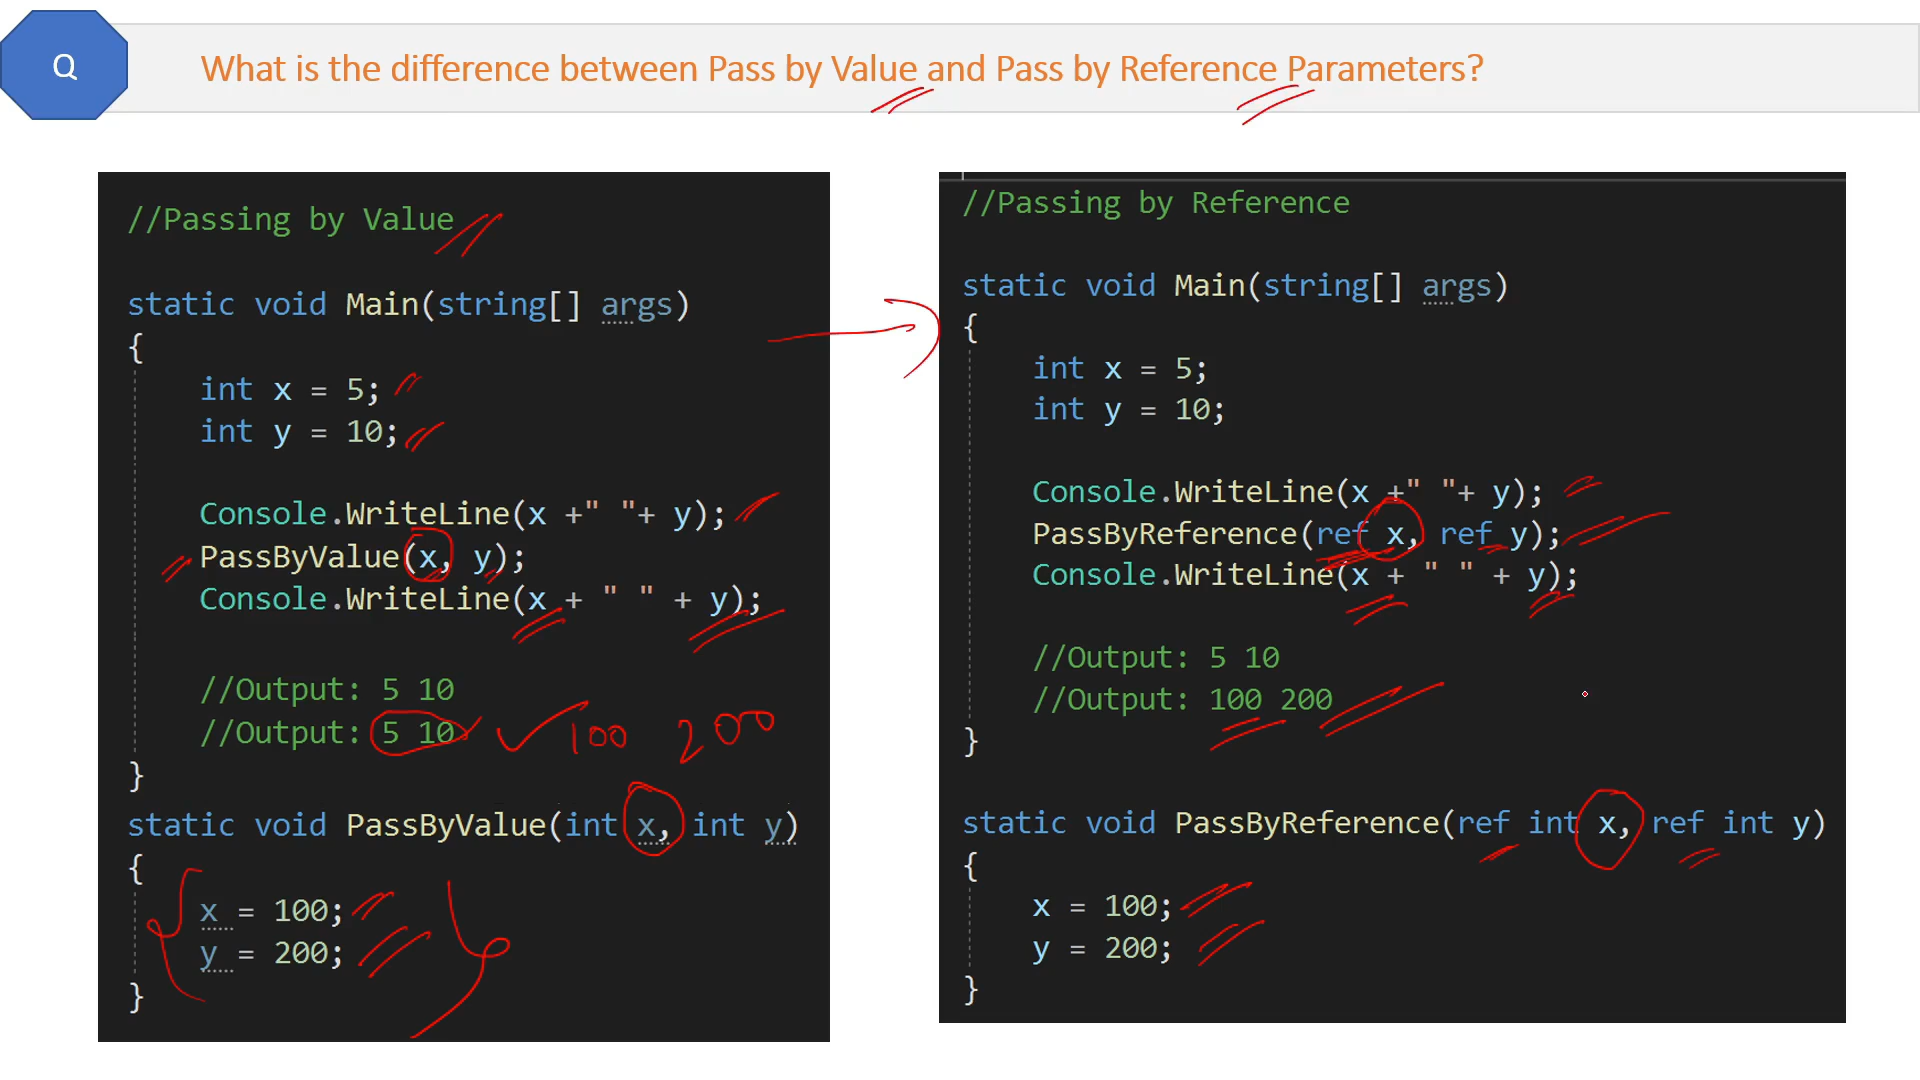 Q
What is the difference between Pass by Value and Pass by Reference Parameters?
//Passing by Value
static void Main(string[] args)
{
int x = 5;
int y = 10;
Console.WriteLine(x +" "+ y);
PassByValue(x, y);
Console.WriteLine(x + " " + y);
//Output: 5 10
//Output: 5 10 100 200
}
static void PassByValue(int x, int y)
{
x = 100;
y = 200;
}
//Passing by Reference
static void Main(string[] args)
{
int x = 5;
int y = 10;
Console.WriteLine(x +" "+ y);
PassByReference(ref x, ref y);
Console.WriteLine(x + " " + y);
//Output: 5 10
//Output: 100 200
}
static void PassByReference(ref int x, ref int y)
{
x = 100;
y = 200;
}